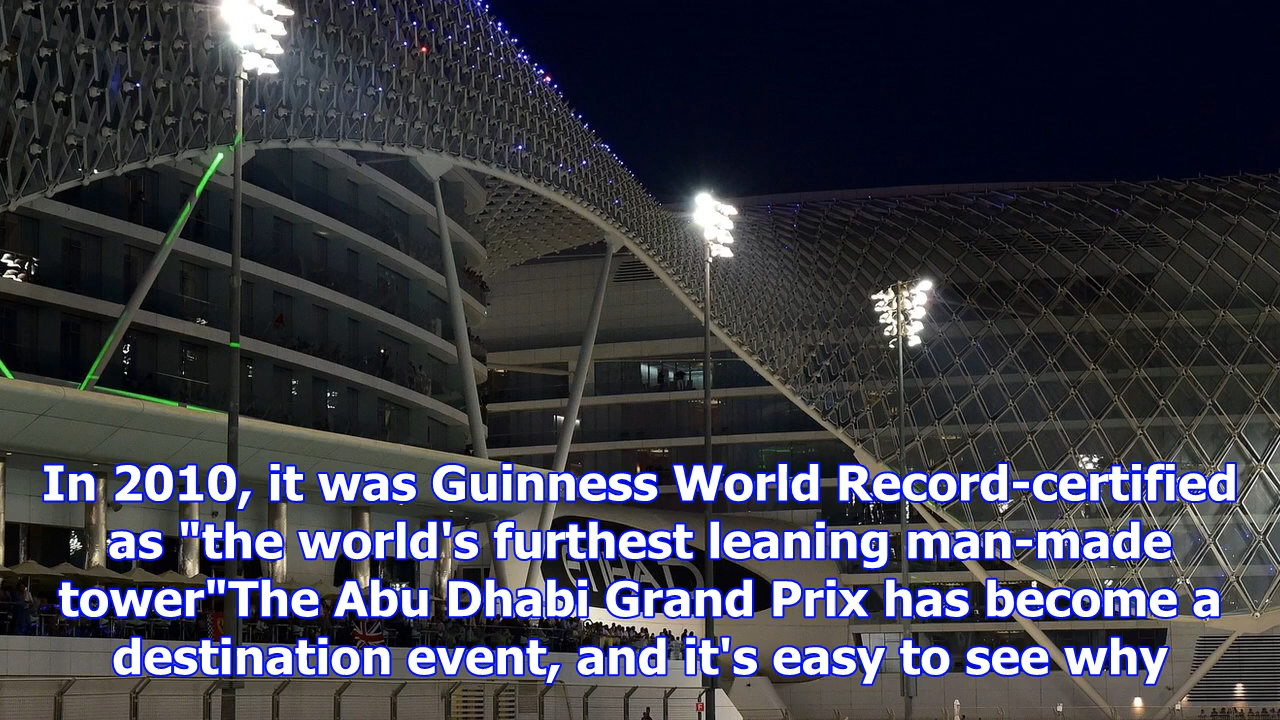 In 2010, it was Guinness World Record-certified
as "the world's furthest leaning man-made
tower"The Abu Dhabi Grand Prix has become a
destination event, and it's easy to see why
ETIHAD